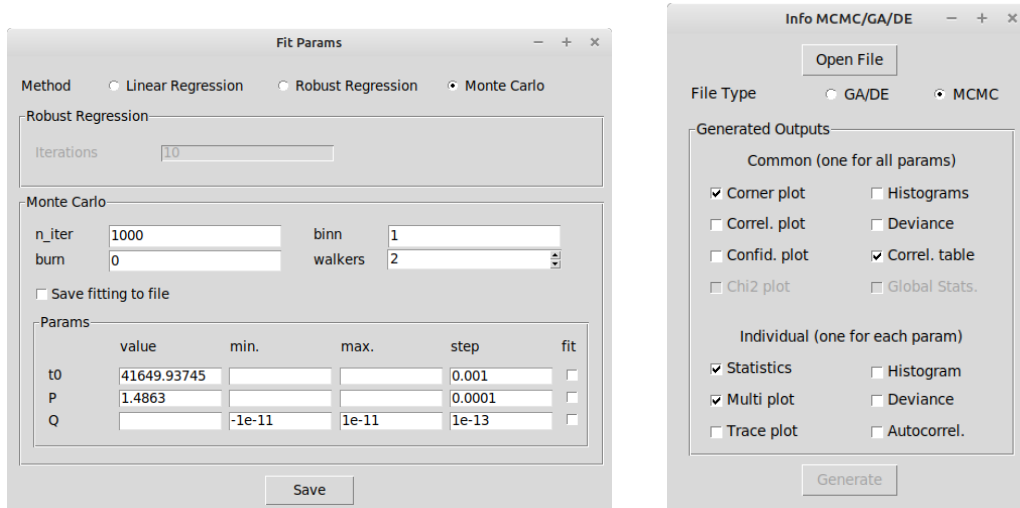 Fit Params
Method Linear Regression Robust Regression Monte Carlo
Robust Regression
Iterations 10
Monte Carlo
n_iter 1000 binn 1
burn 0 walkers 2
Save fitting to file
Params
value min. max. step fit
t0 41649.93745 0.001
P 1.4863 0.0001
Q -1e-11 1e-11 1e-13
Save
Info MCMC/GA/DE
Open File
File Type GA/DE MCMC
Generated Outputs
Common (one for all params)
Corner plot Histograms
Correl. plot Deviance
Confid. plot Correl. table
Chi2 plot Global Stats.
Individual (one for each param)
Statistics Histogram
Multi plot Deviance
Trace plot Autocorrel.
Generate